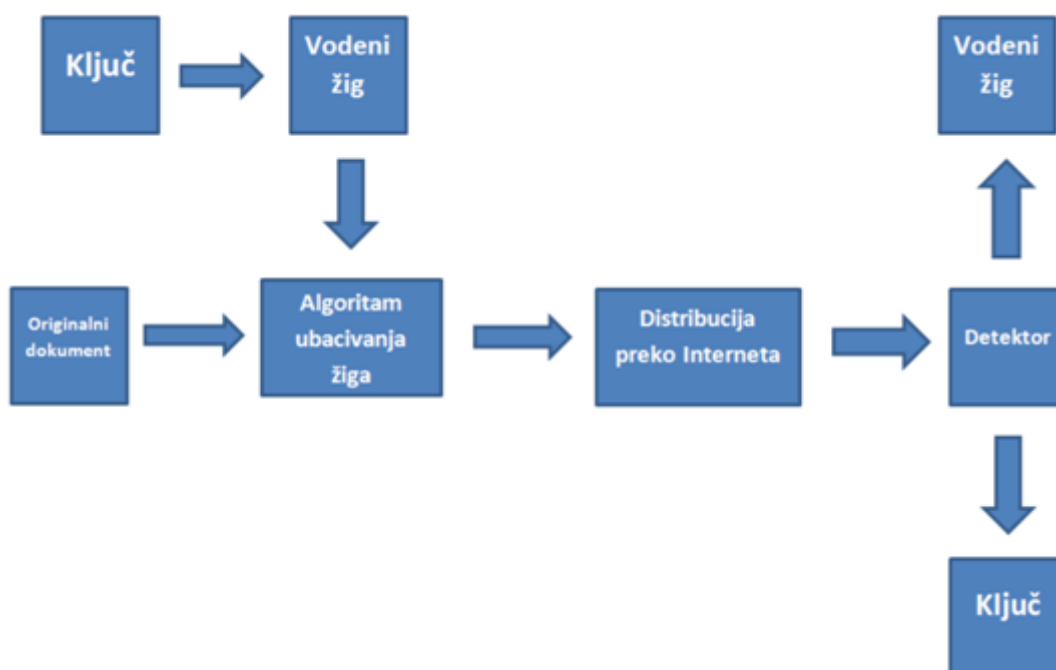 Ključ
Vodeni
žig
Vodeni
žig
Originalni
dokument
Algoritam
ubacivanja
žiga
Distribucija
preko Interneta
Detektor
Ključ